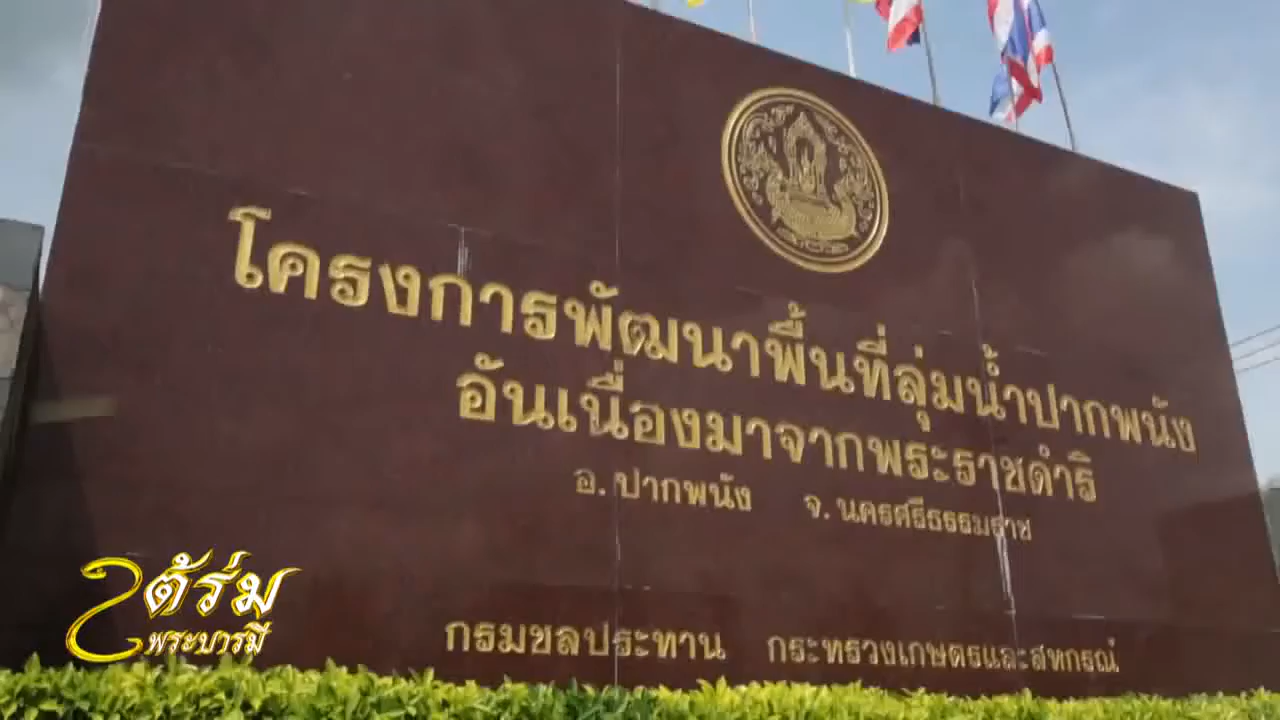 โครงการพัฒนาพื้นที่ลุ่มน้ำปากพนัง
อันเนื่องมาจากพระราชดำริ
อ.ปากพนัง จ.นครศรีธรรมราช
กรมชลประทาน กระทรวงเกษตรและสหกรณ์
ใต้ร่ม
พระบารมี